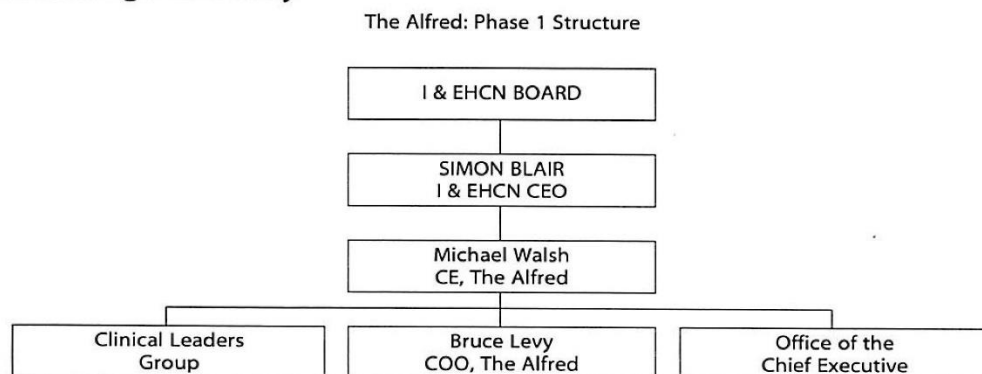 The Alfred: Phase 1 Structure
I & EHCN BOARD
SIMON BLAIR
I & EHCN CEO
Michael Walsh
CE, The Alfred
Clinical Leaders
Group
Bruce Levy
COO, The Alfred
Office of the
Chief Executive